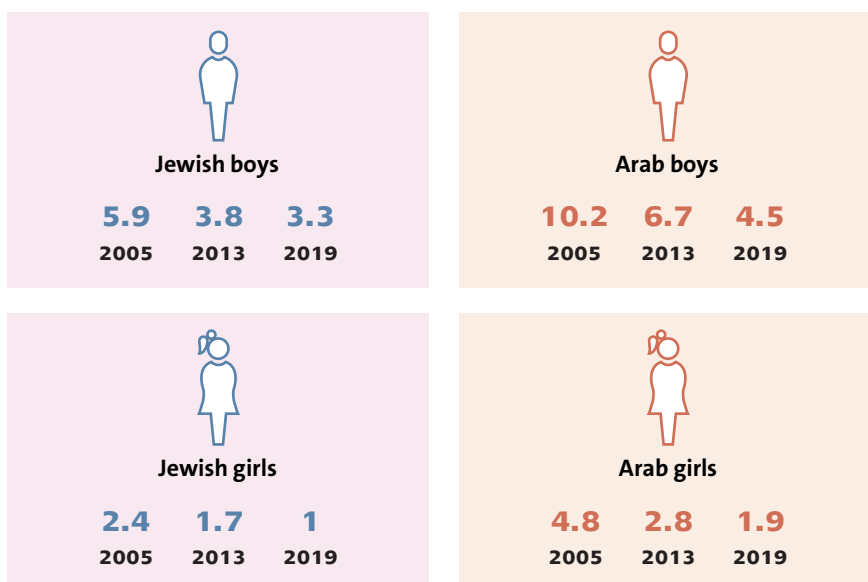 Jewish boys
5.9 3.8 3.3
2005 2013 2019
Arab boys
10.2 6.7 4.5
2005 2013 2019
Jewish girls
2.4 1.7 1
2005 2013 2019
Arab girls
4.8 2.8 1.9
2005 2013 2019